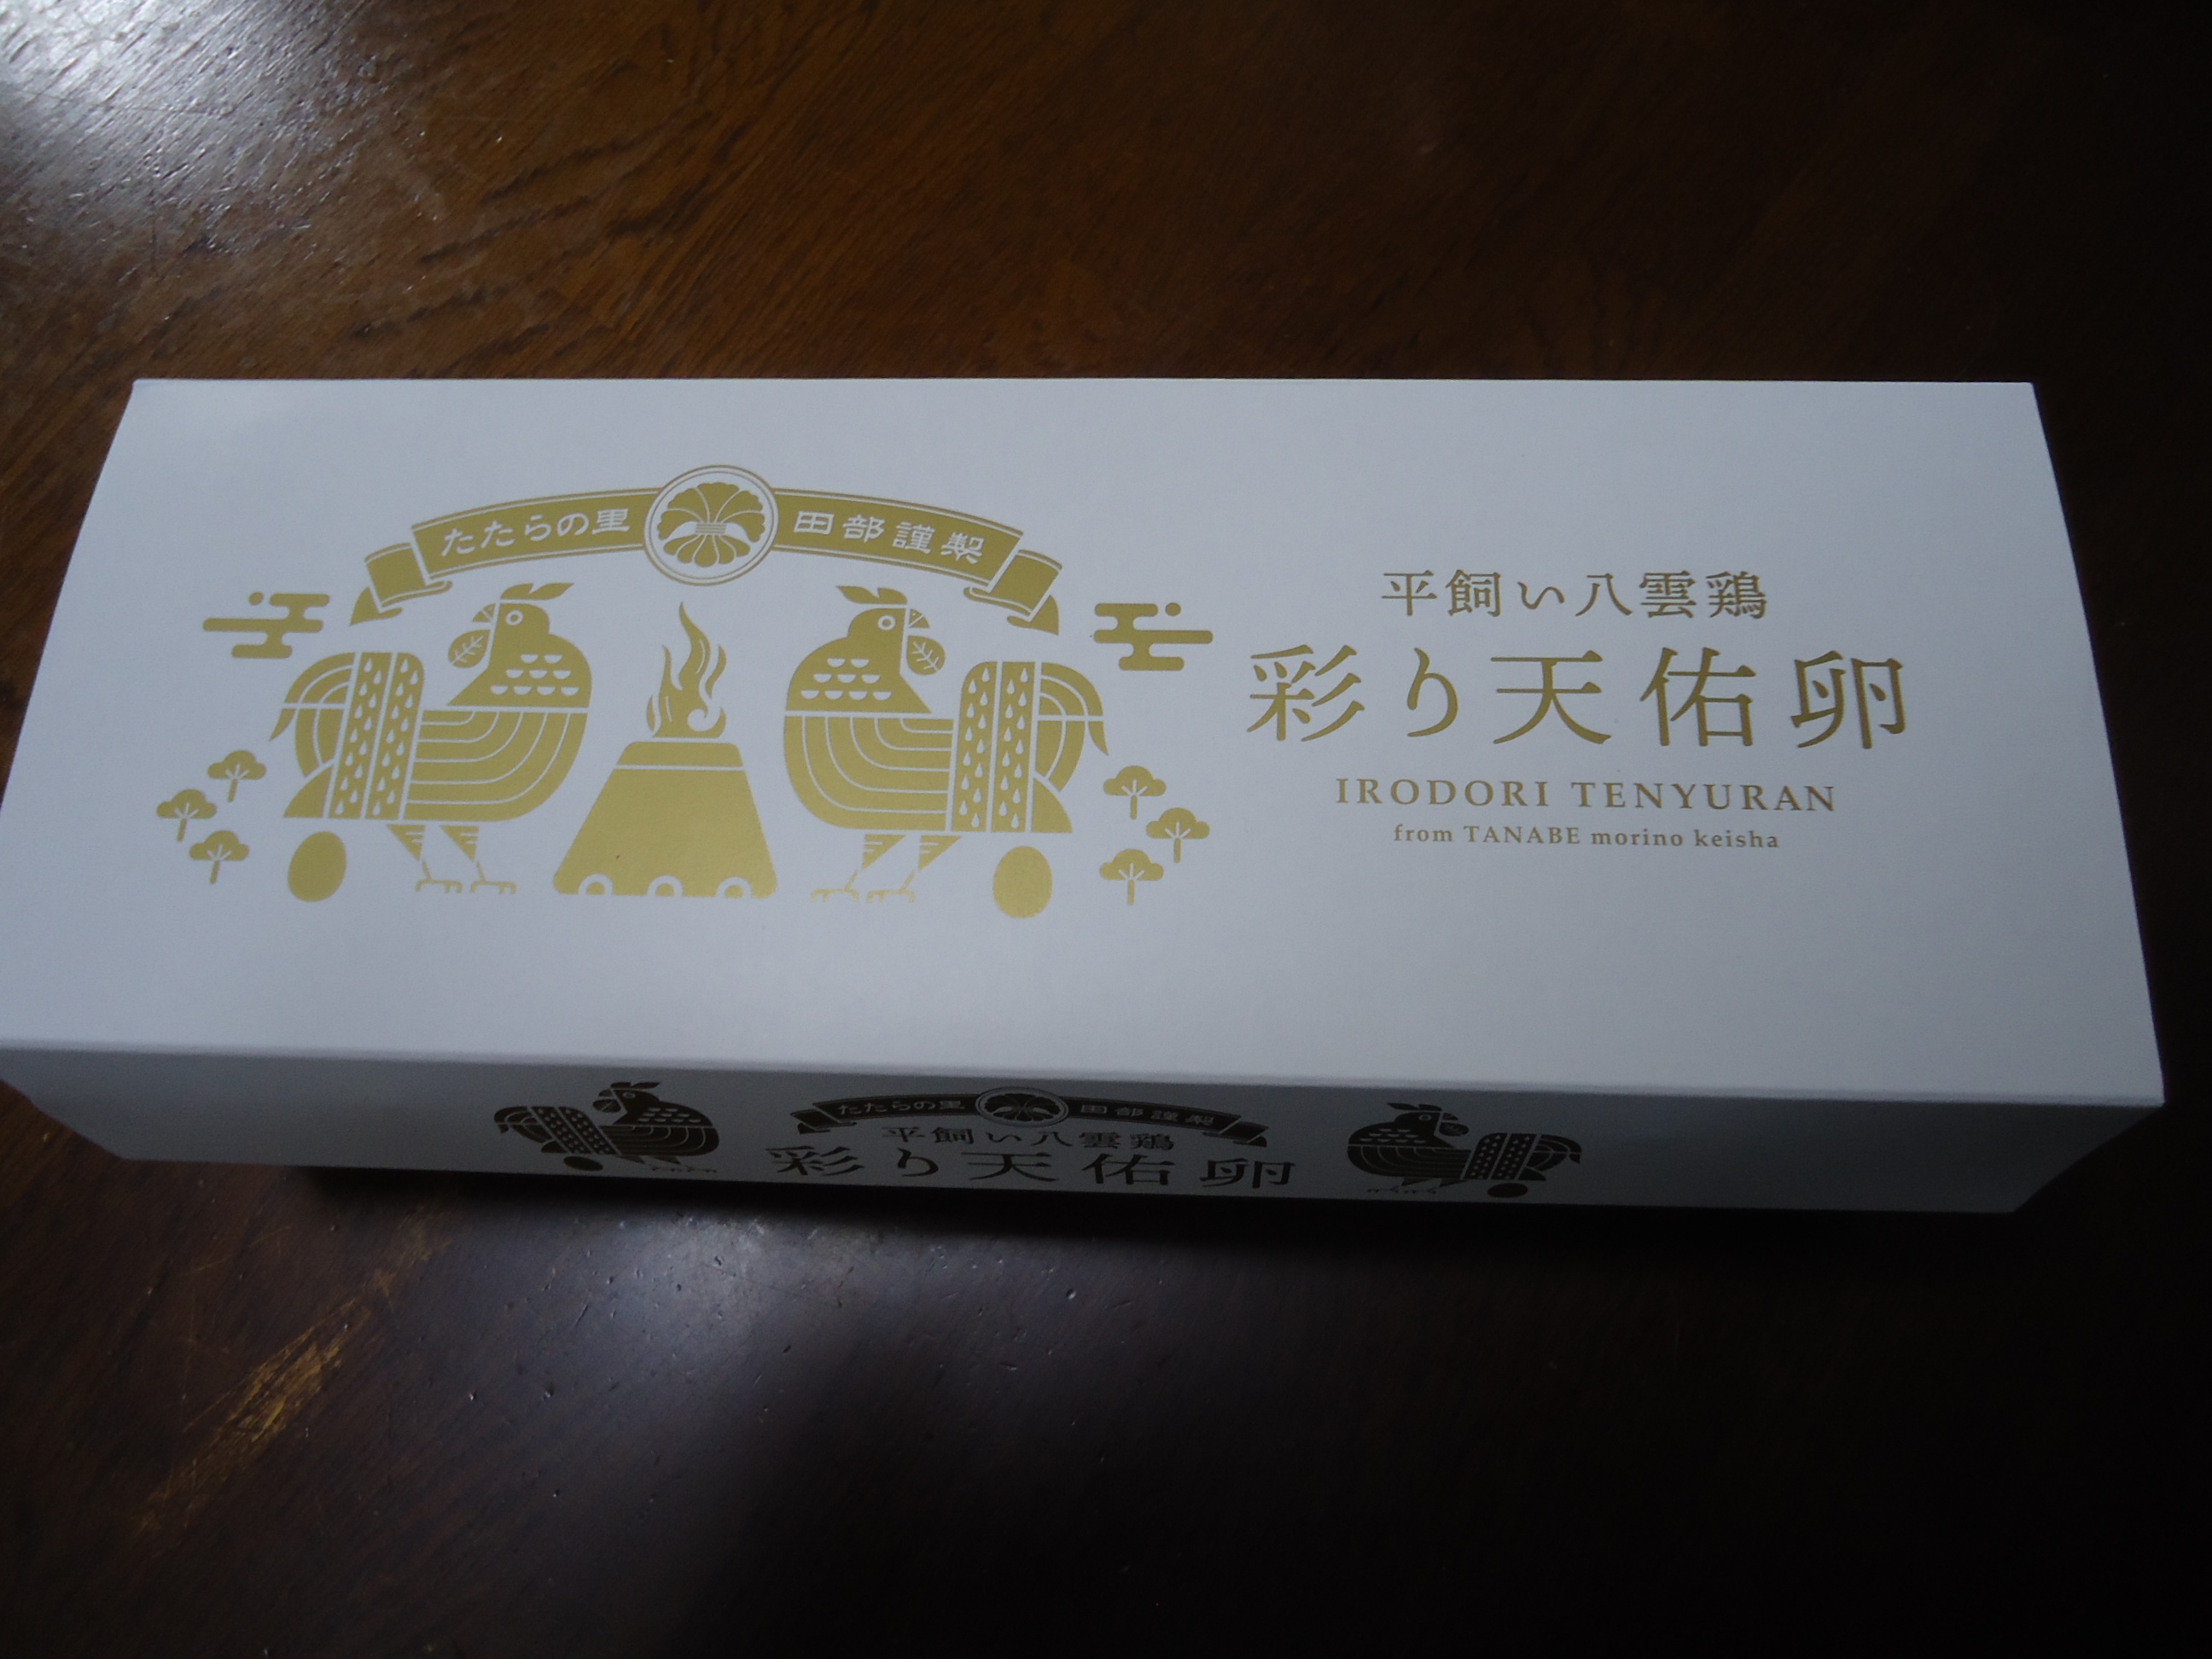 たたらの里 田部謹製
平飼い八雲鶏
彩り天佑卵
IRODORI TENYURAN
from TANABE morino keisha
たたらの里 田部謹製
平飼い八雲鶏
彩り天佑卵